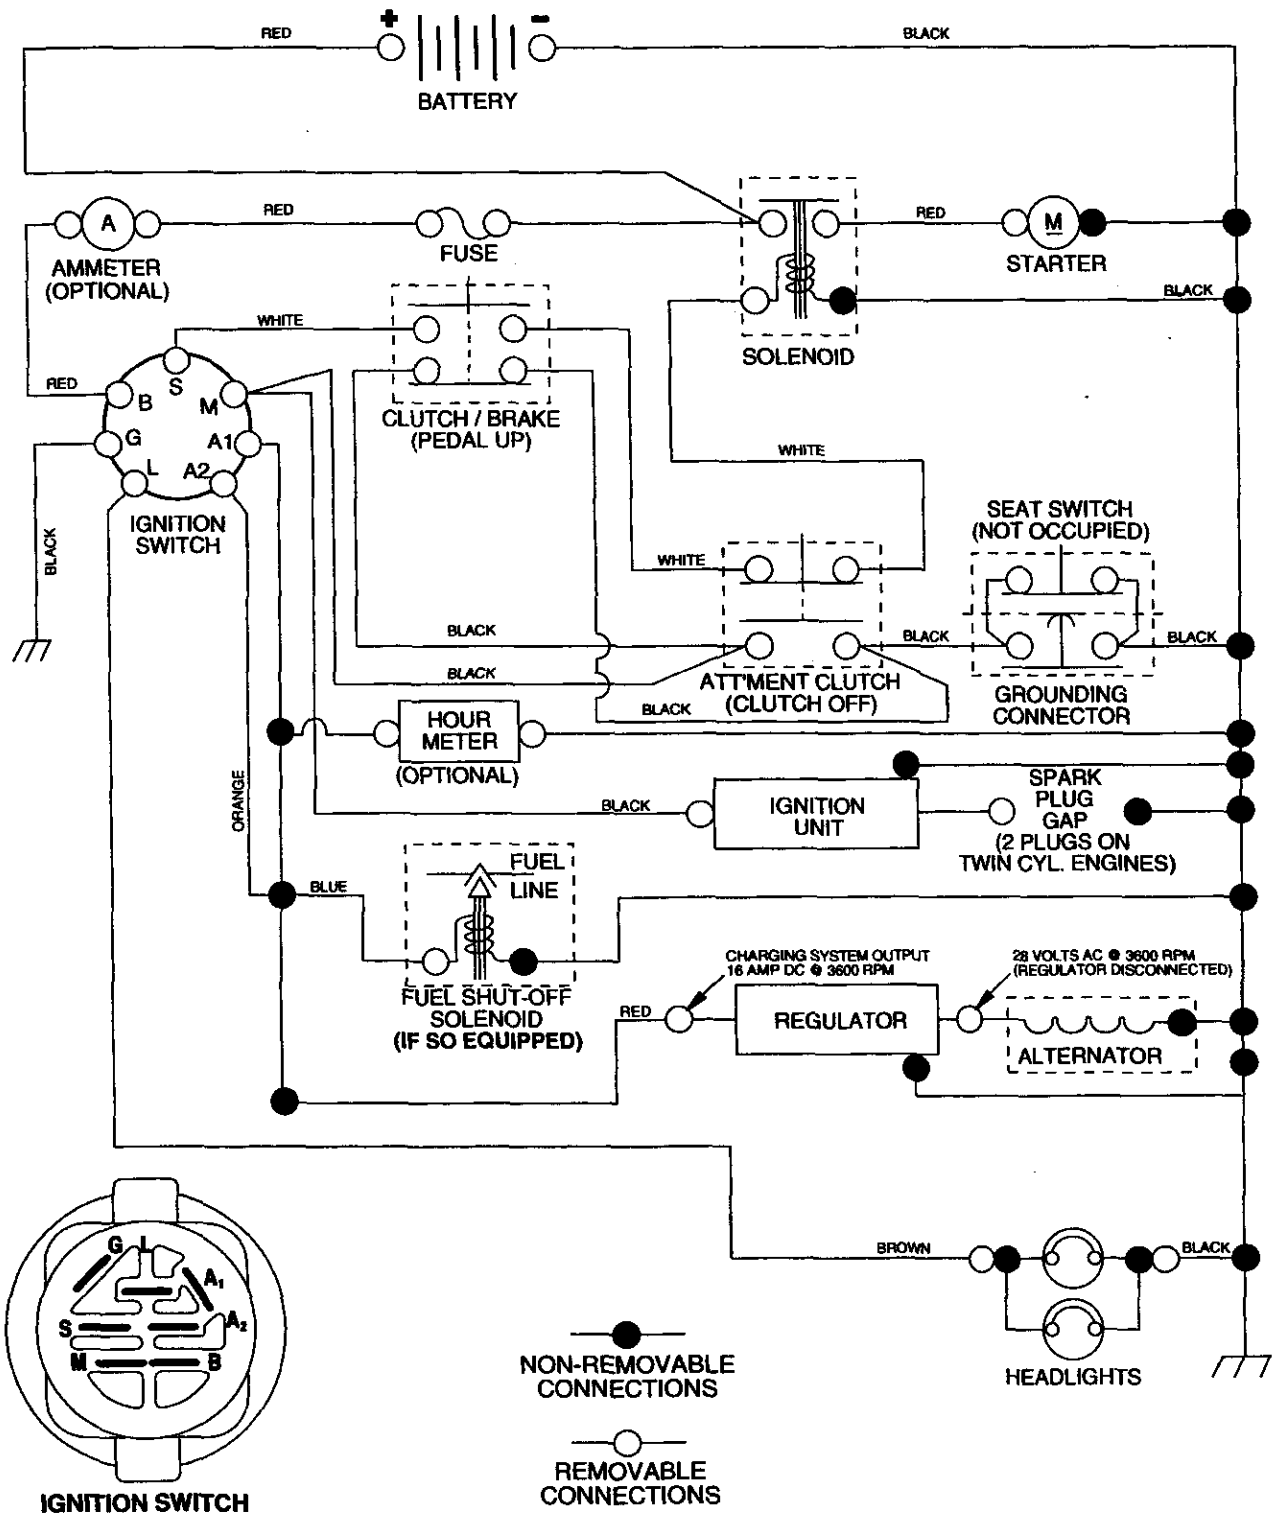 + -
RED
BLACK
BATTERY
A
RED
RED
M
FUSE
STARTER
AMMETER
(OPTIONAL)
BLACK
WHITE
SOLENOID
S
RED
B
M
CLUTCH / BRAKE
(PEDAL UP)
G
A1
L
A2
WHITE
IGNITION
SWITCH
SEAT SWITCH
(NOT OCCUPIED)
BLACK
WHITE
BLACK
BLACK
BLACK
BLACK
ATT'MENT CLUTCH
(CLUTCH OFF)
GROUNDING
CONNECTOR
BLACK
HOUR
METER
(OPTIONAL)
ORANGE
BLACK
IGNITION
UNIT
SPARK
PLUG
GAP
(2 PLUGS ON
TWIN CYL. ENGINES)
BLUE
FUEL
LINE
CHARGING SYSTEM OUTPUT
16 AMP DC @ 3600 RPM
28 VOLTS AC @ 3600 RPM
(REGULATOR DISCONNECTED)
FUEL SHUT-OFF
SOLENOID
(IF SO EQUIPPED)
RED
REGULATOR
ALTERNATOR
G L
A1
S
A2
M
B
BROWN
BLACK
HEADLIGHTS
NON-REMOVABLE
CONNECTIONS
REMOVABLE
CONNECTIONS
IGNITION SWITCH